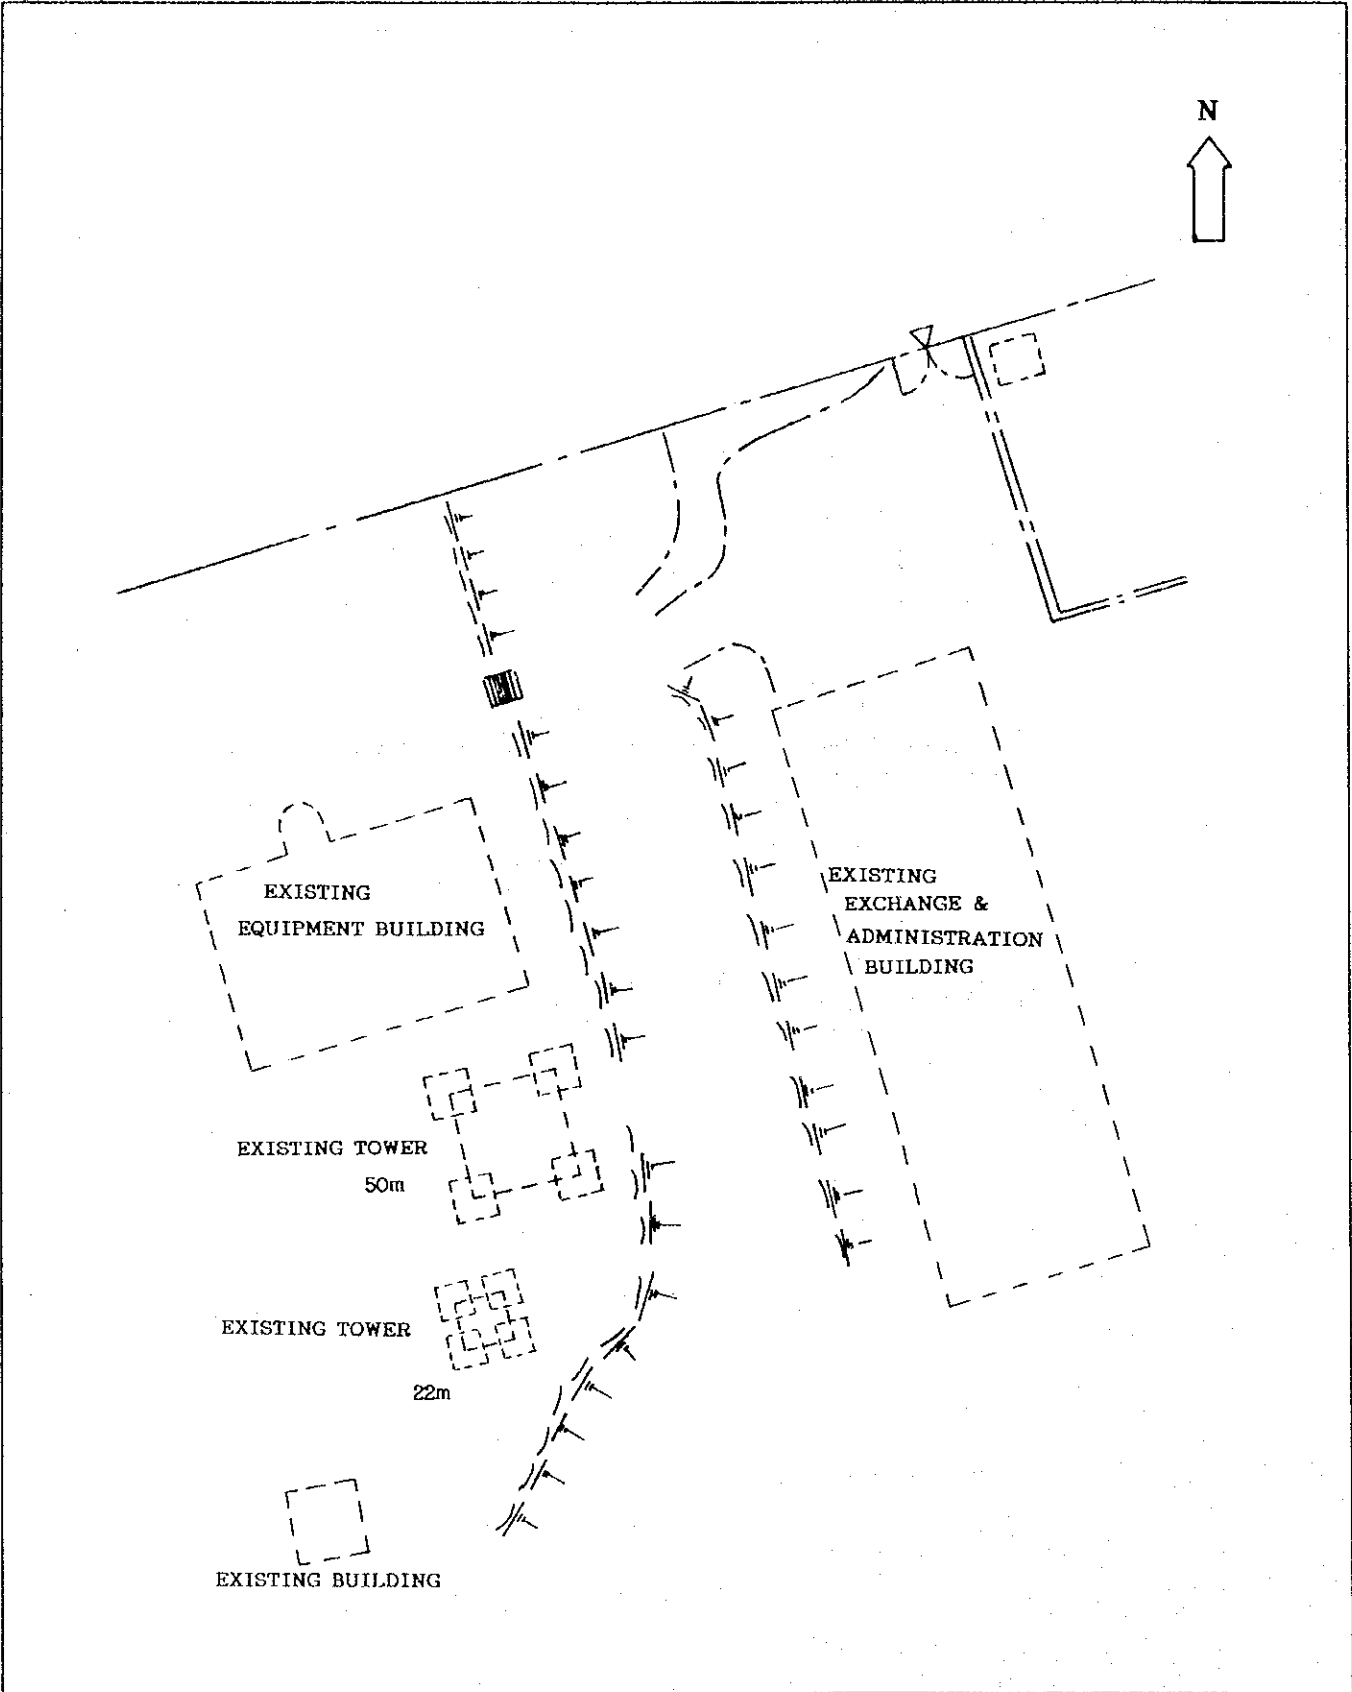 N
EXISTING
EQUIPMENT BUILDING
EXISTING
EXCHANGE &
ADMINISTRATION
BUILDING
EXISTING TOWER
50m
EXISTING TOWER
22m
EXISTING BUILDING